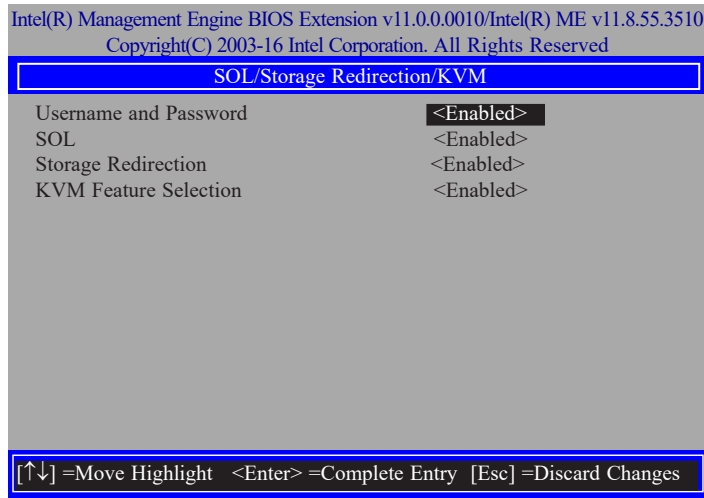 Intel(R) Management Engine BIOS Extension v11.0.0.0010/Intel(R) ME v11.8.55.3510
Copyright(C) 2003-16 Intel Corporation. All Rights Reserved
SOL/Storage Redirection/KVM
Username and Password <Enabled>
SOL <Enabled>
Storage Redirection <Enabled>
KVM Feature Selection <Enabled>
[↑↓] =Move Highlight <Enter> =Complete Entry [Esc] =Discard Changes